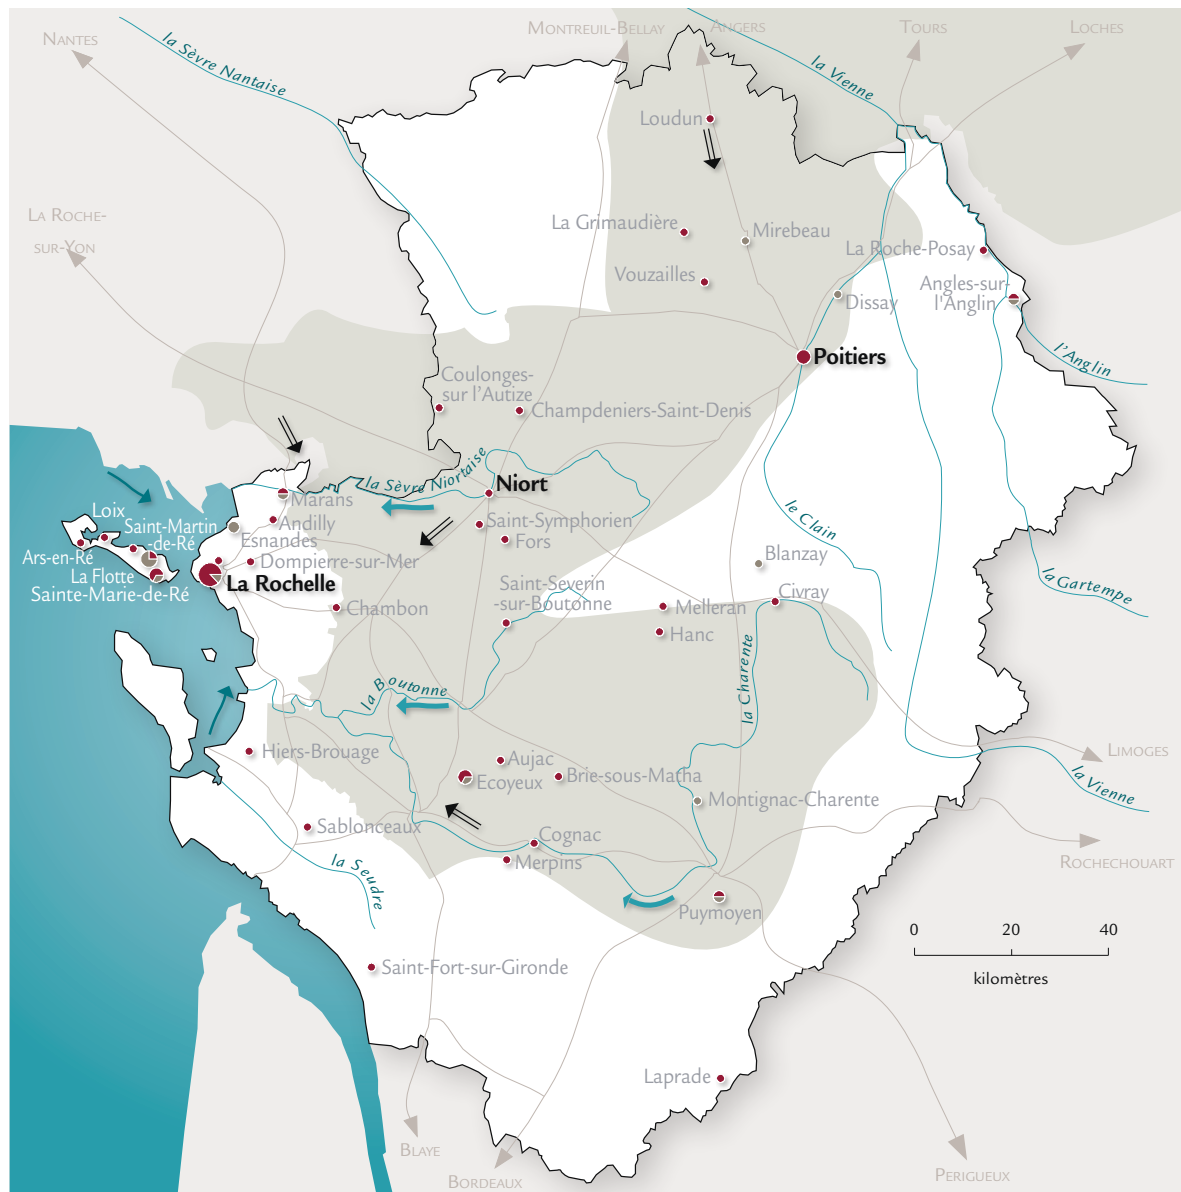 NANTES
MONTREUIL-BELLAY
ANGERS
TOURS
LOCHES
la Sèvre Nantaise
la Vienne
Loudun
LA ROCHE-
SUR-YON
La Grimaudière
Mirebeau
La Roche-Posay
Vouzailles
Angles-sur-
l'Anglin
Dissay
Poitiers
l'Anglin
Coulonges-
sur l'Autize
Champdeniers-Saint-Denis
la Sèvre Niortaise
Niort
Marans
Loix
Saint-Martin
-de-Ré
Andilly
Esnandes
Saint-Symphorien
Fors
le Clain
Ars-en-Ré
La Flotte
Sainte-Marie-de-Ré
Dompierre-sur-Mer
La Rochelle
Blanzay
Saint-Severin
-sur-Boutonne
Civray
la Gartempe
Chambon
Melleran
Hanc
la Boutonne
la Charente
Hiers-Brouage
Aujac
Ecoyeux
Brie-sous-Matha
LIMOGES
la Vienne
Montignac-Charente
Sablonceaux
Cognac
Merpins
ROCHECHOUART
la Seudre
Puymoyen
0 20 40
kilomètres
Saint-Fort-sur-Gironde
Laprade
BLAYE
BORDEAUX
PERIGUEUX